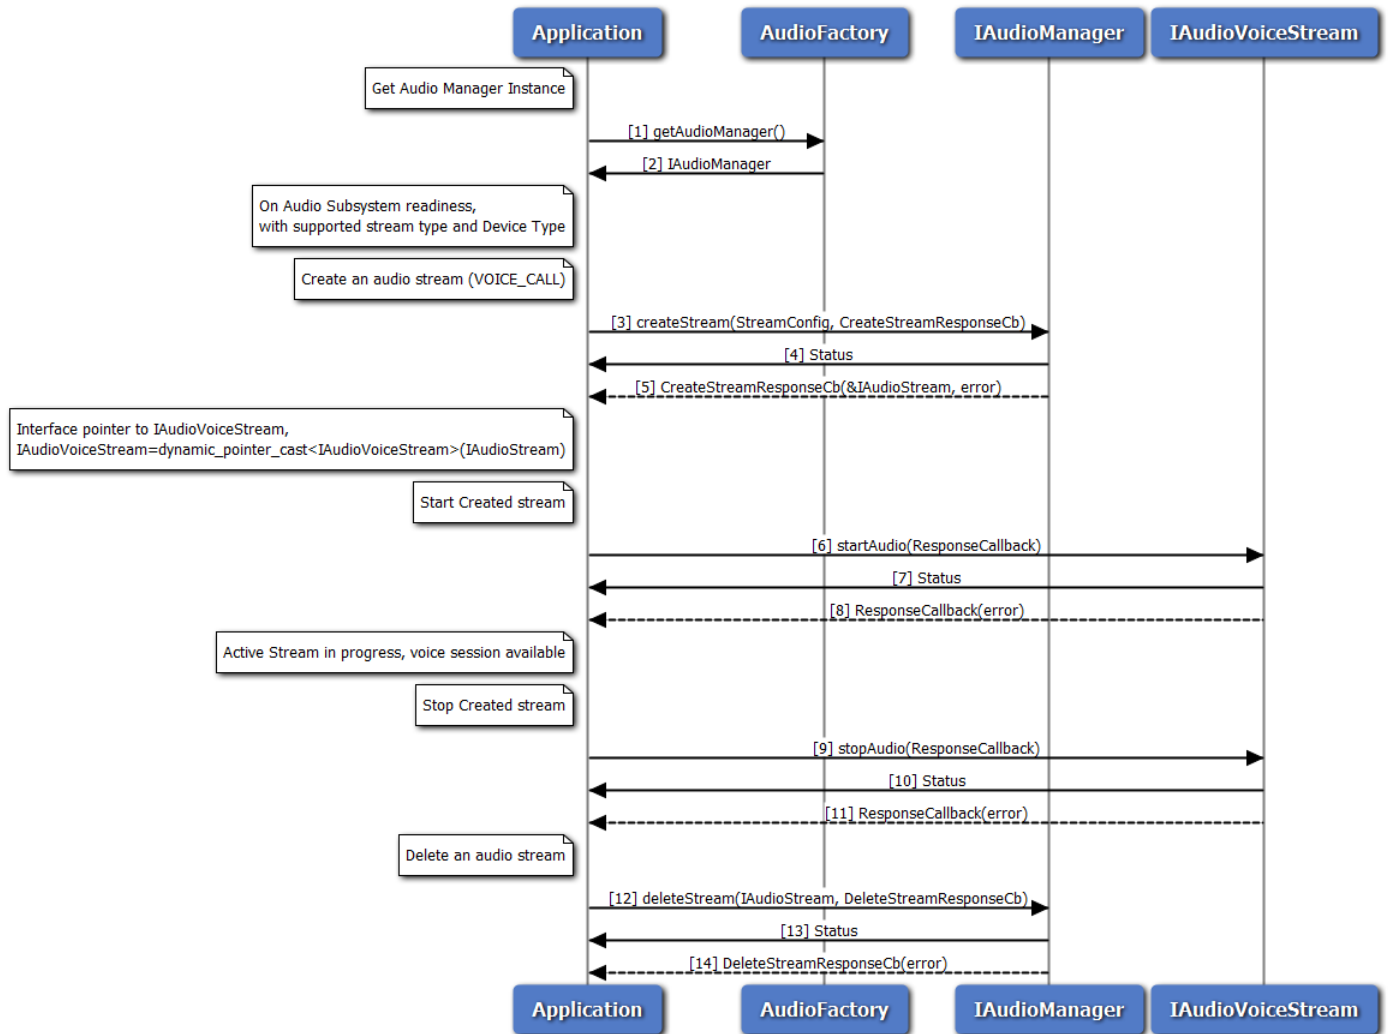 Application
AudioFactory
IAudioManager
IAudioVoiceStream
Get Audio Manager Instance
[1] getAudioManager()
[2] IAudioManager
On Audio Subsystem readiness,
with supported stream type and Device Type
Create an audio stream (VOICE_CALL)
[3] createStream(StreamConfig, CreateStreamResponseCb)
[4] Status
[5] CreateStreamResponseCb(&IAudioStream, error)
Interface pointer to IAudioVoiceStream,
IAudioVoiceStream=dynamic_pointer_cast<IAudioVoiceStream>(IAudioStream)
Start Created stream
[6] startAudio(ResponseCallback)
[7] Status
[8] ResponseCallback(error)
Active Stream in progress, voice session available
Stop Created stream
[9] stopAudio(ResponseCallback)
[10] Status
[11] ResponseCallback(error)
Delete an audio stream
[12] deleteStream(IAudioStream, DeleteStreamResponseCb)
[13] Status
[14] DeleteStreamResponseCb(error)
Application
AudioFactory
IAudioManager
IAudioVoiceStream